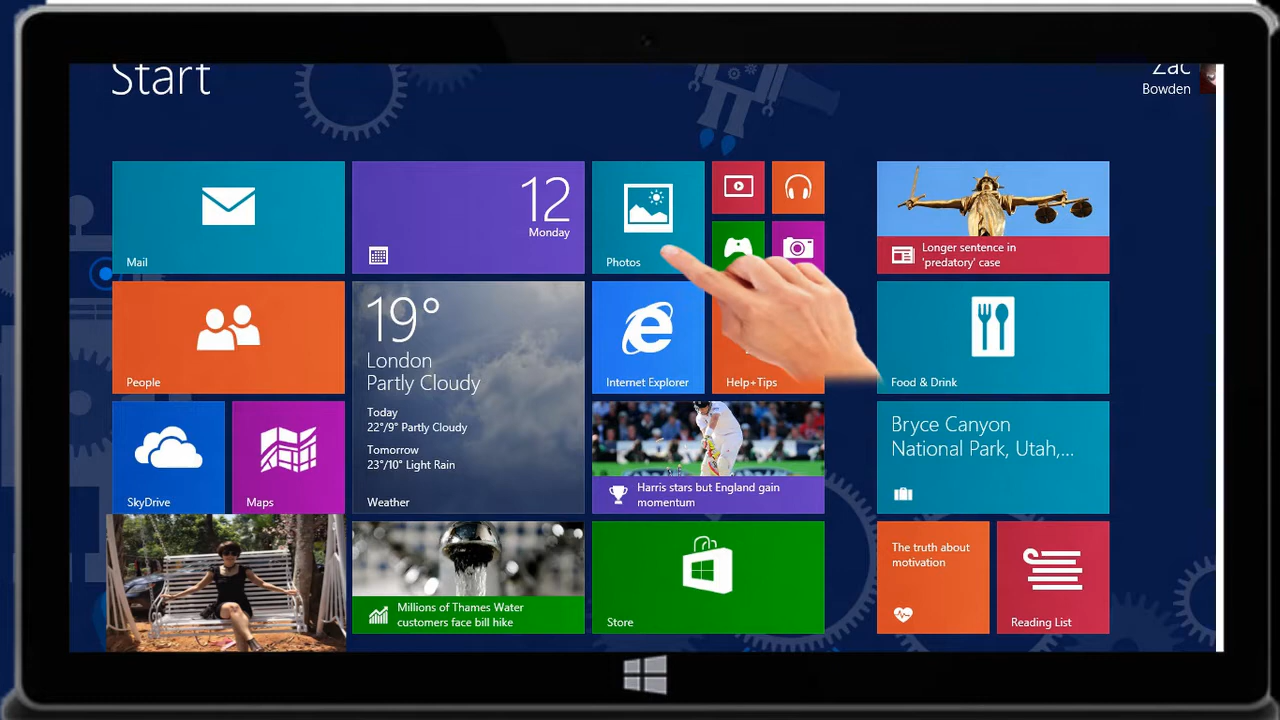 Start
Zac
Bowden
Mail
12
Monday
Photos
Longer sentence in
'predatory' case
People
19°
London
Partly Cloudy
Today
22°/9° Partly Cloudy
Tomorrow
23°/10° Light Rain
Weather
Internet Explorer
Help+Tips
Food & Drink
SkyDrive
Maps
Harris stars but England gain
momentum
Bryce Canyon
National Park, Utah,...
Millions of Thames Water
customers face bill hike
Store
The truth about
motivation
Reading List